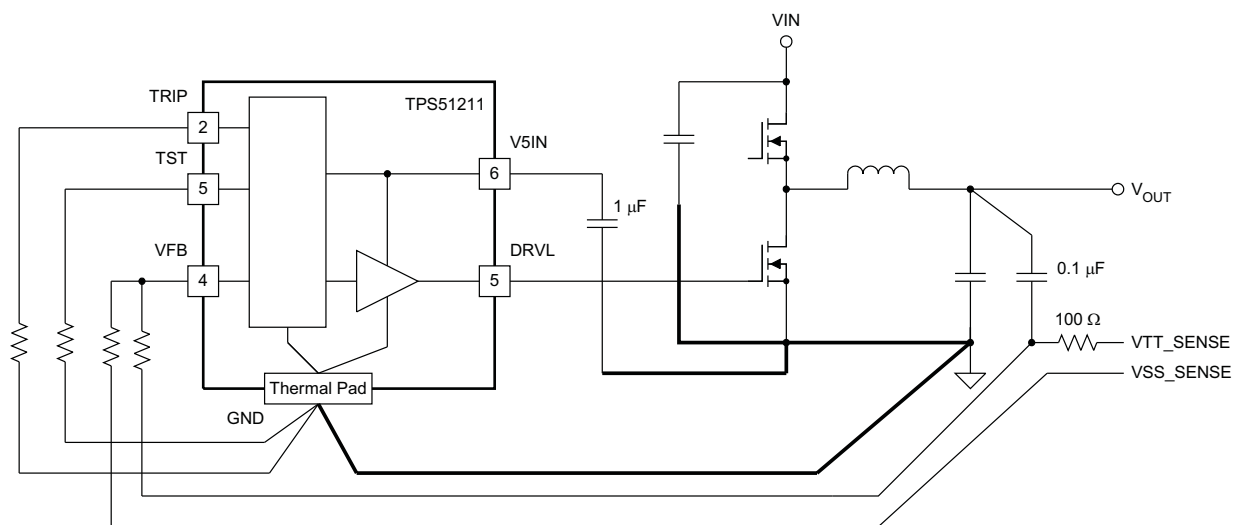 VIN
TRIP
TPS51211
2
V5IN
TST
6
5
1 μF
VOUT
VFB
DRVL
4
5
0.1 μF
100 Ω
VTT_SENSE
VSS_SENSE
Thermal Pad
GND